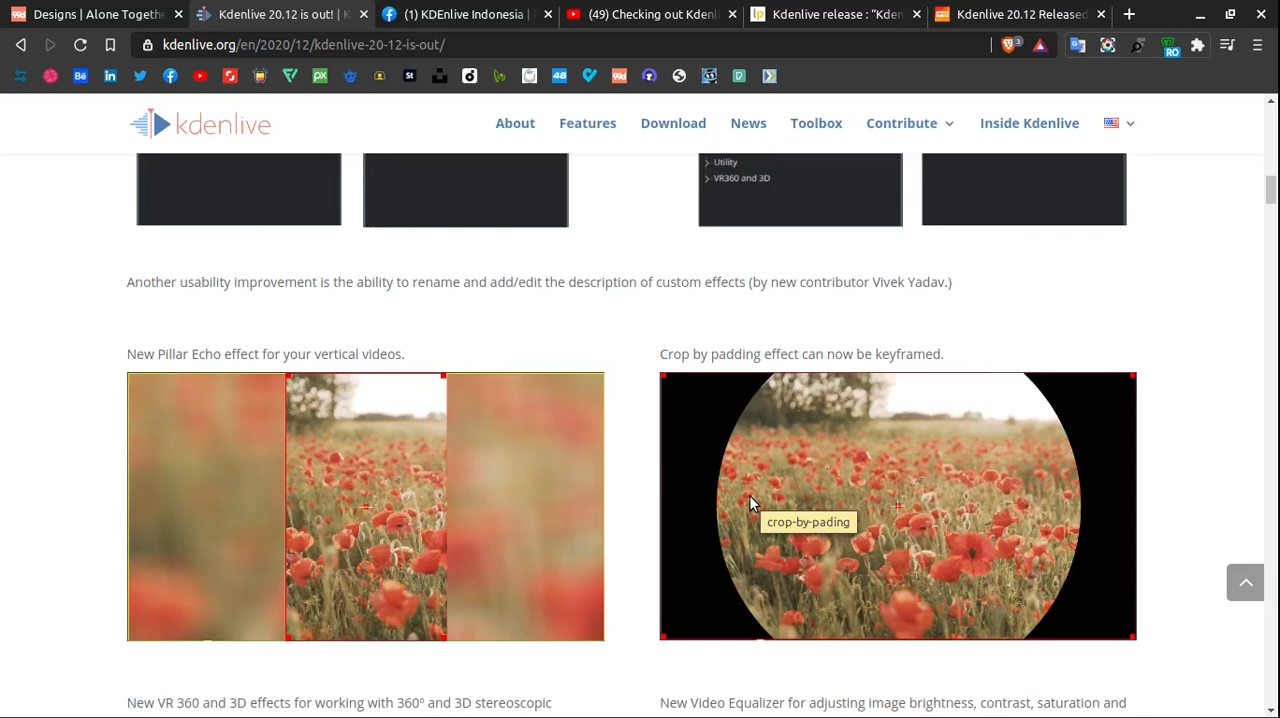 Designs | Alone Togethe
Kdenlive 20.12 is out! | K
(1) KDEnlive Indonesia |
(49) Checking out Kdenl
Kdenlive release : "Kden
Kdenlive 20.12 Released
kdenlive.org/en/2020/12/kdenlive-20-12-is-out/
kdenlive
About
Features
Download
News
Toolbox
Contribute
Inside Kdenlive
Utility
VR360 and 3D
Another usability improvement is the ability to rename and add/edit the description of custom effects (by new contributor Vivek Yadav.)
New Pillar Echo effect for your vertical videos.
Crop by padding effect can now be keyframed.
crop-by-pading
New VR 360 and 3D effects for working with 360º and 3D stereoscopic
New Video Equalizer for adjusting image brightness, contrast, saturation and